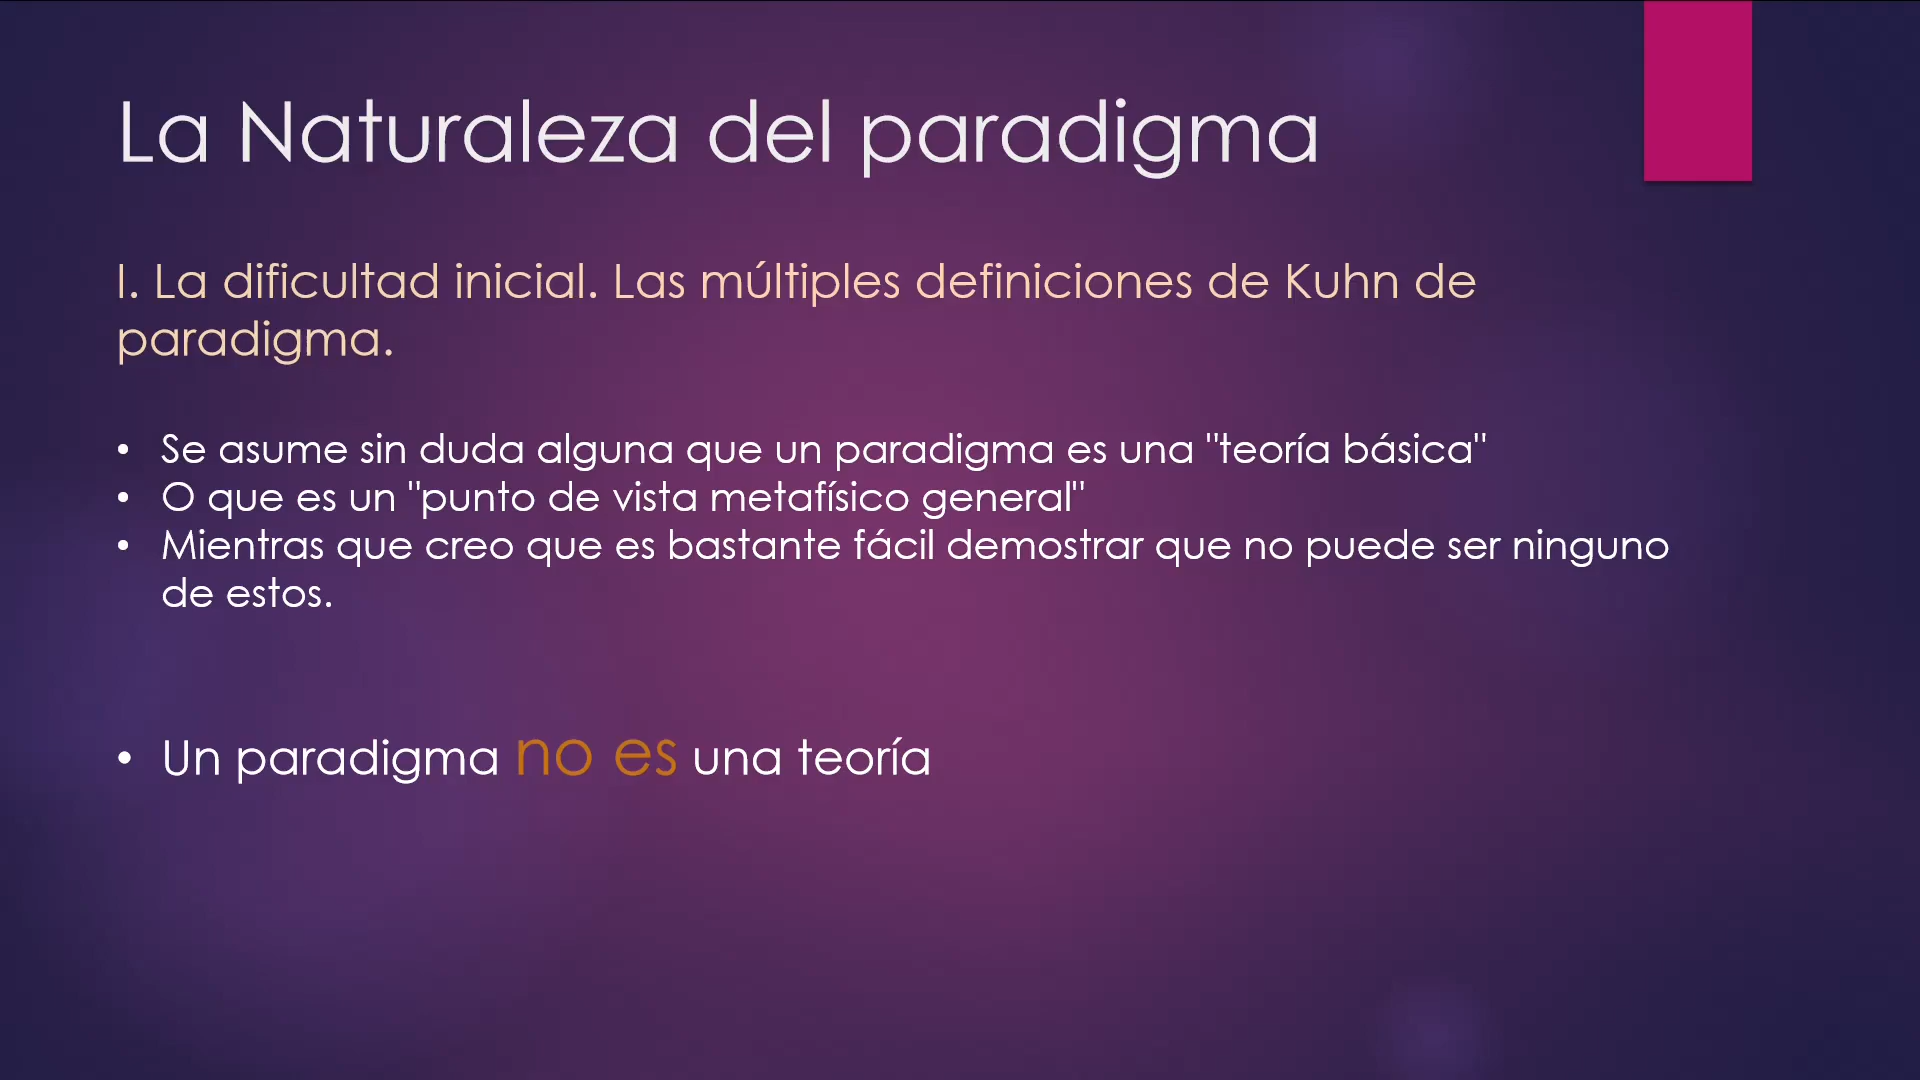 La Naturaleza del paradigma
I. La dificultad inicial. Las múltiples definiciones de Kuhn de
paradigma.
• Se asume sin duda alguna que un paradigma es una "teoría básica"
• O que es un "punto de vista metafísico general"
• Mientras que creo que es bastante fácil demostrar que no puede ser ninguno
de estos.
• Un paradigma no es una teoría